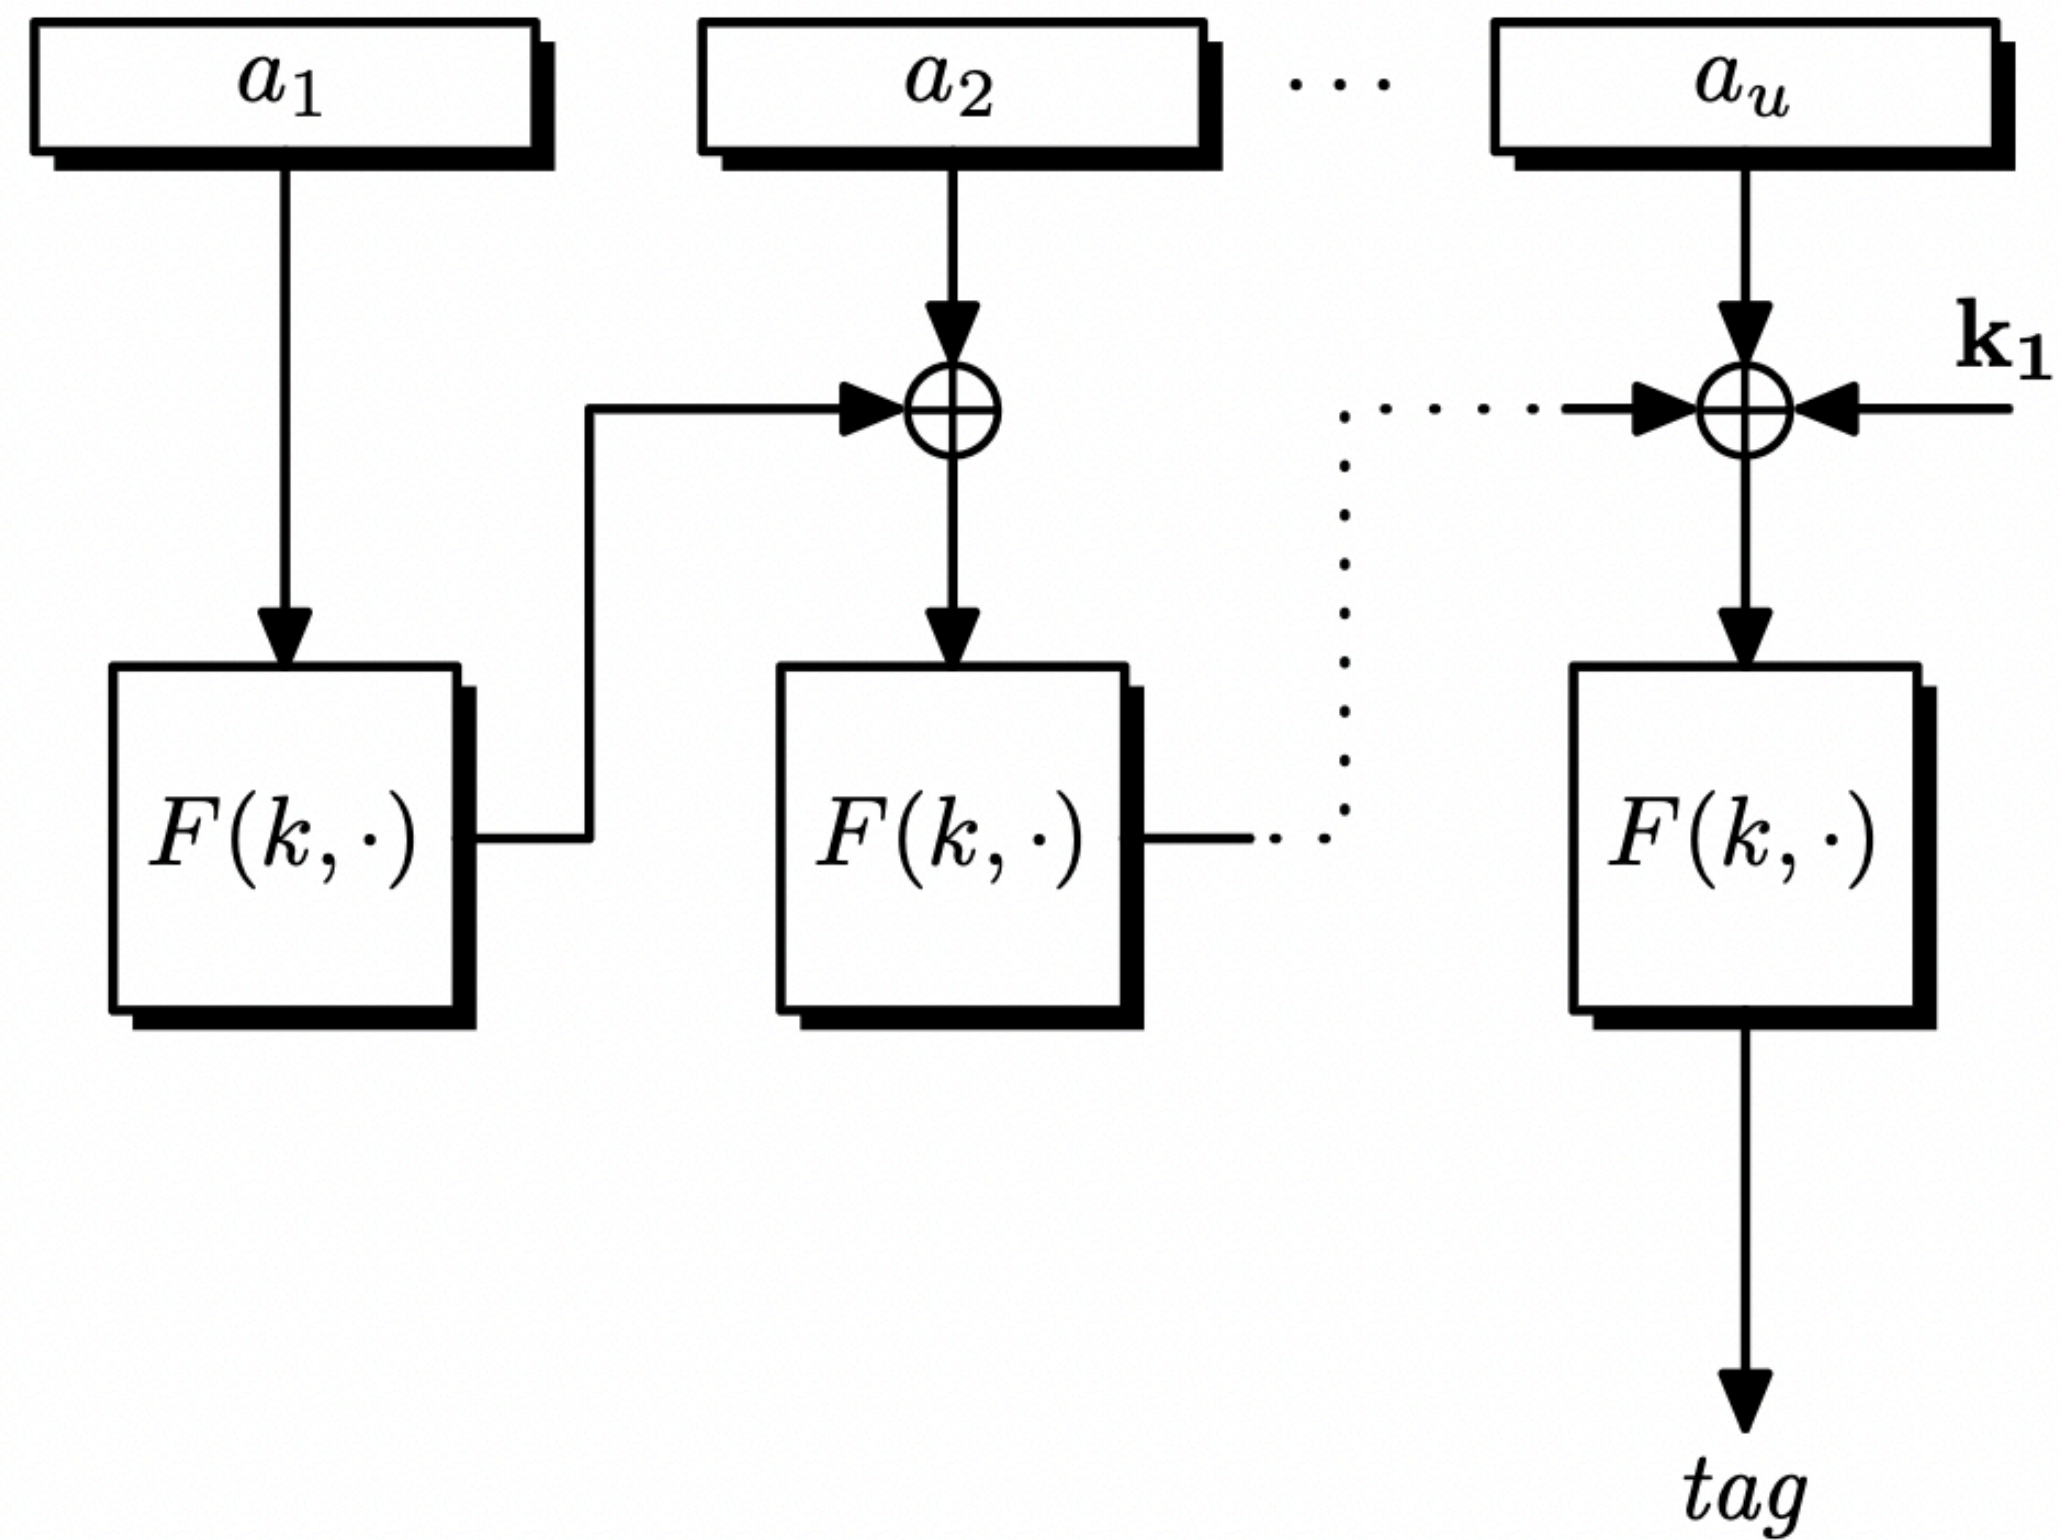 a₁ a₂ ... aᵤ
k₁
F(k, ·) F(k, ·) F(k, ·)
tag